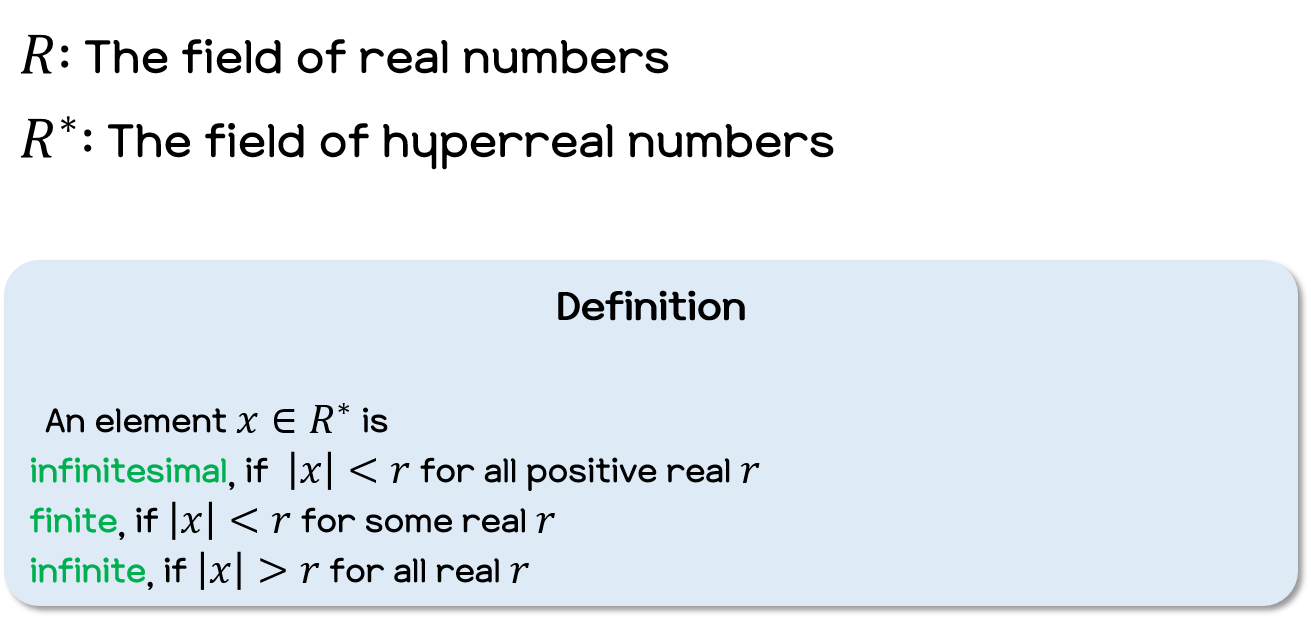 R: The field of real numbers
R*: The field of hyperreal numbers
Definition
An element x ∈ R* is
infinitesimal, if |x| < r for all positive real r
finite, if |x| < r for some real r
infinite, if |x| > r for all real r